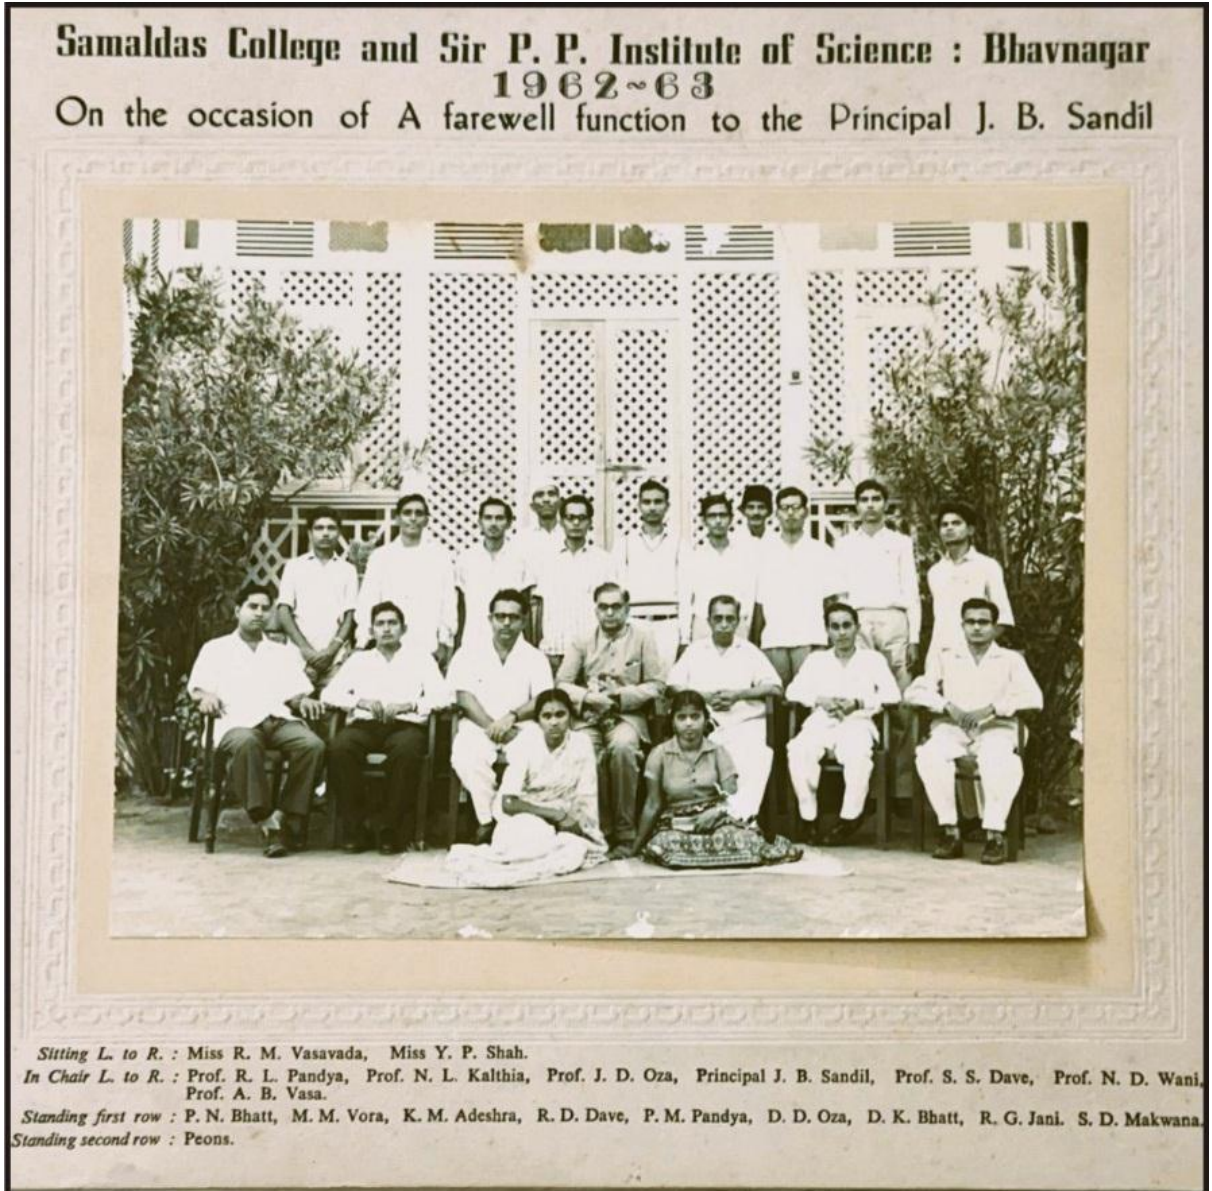 Samaldas College and Sir P. P. Institute of Science : Bhavnagar
1962~63
On the occasion of A farewell function to the Principal J. B. Sandil
Sitting L. to R. : Miss R. M. Vasavada, Miss Y. P. Shah.
In Chair L. to R. : Prof. R. L. Pandya, Prof. N. L. Kalthia, Prof. J. D. Oza, Principal J. B. Sandil, Prof. S. S. Dave, Prof. N. D. Wani,
Prof. A. B. Vasa.
Standing first row : P. N. Bhatt, M. M. Vora, K. M. Adeshra, R. D. Dave, P. M. Pandya, D. D. Oza, D. K. Bhatt, R. G. Jani. S. D. Makwana.
Standing second row : Peons.